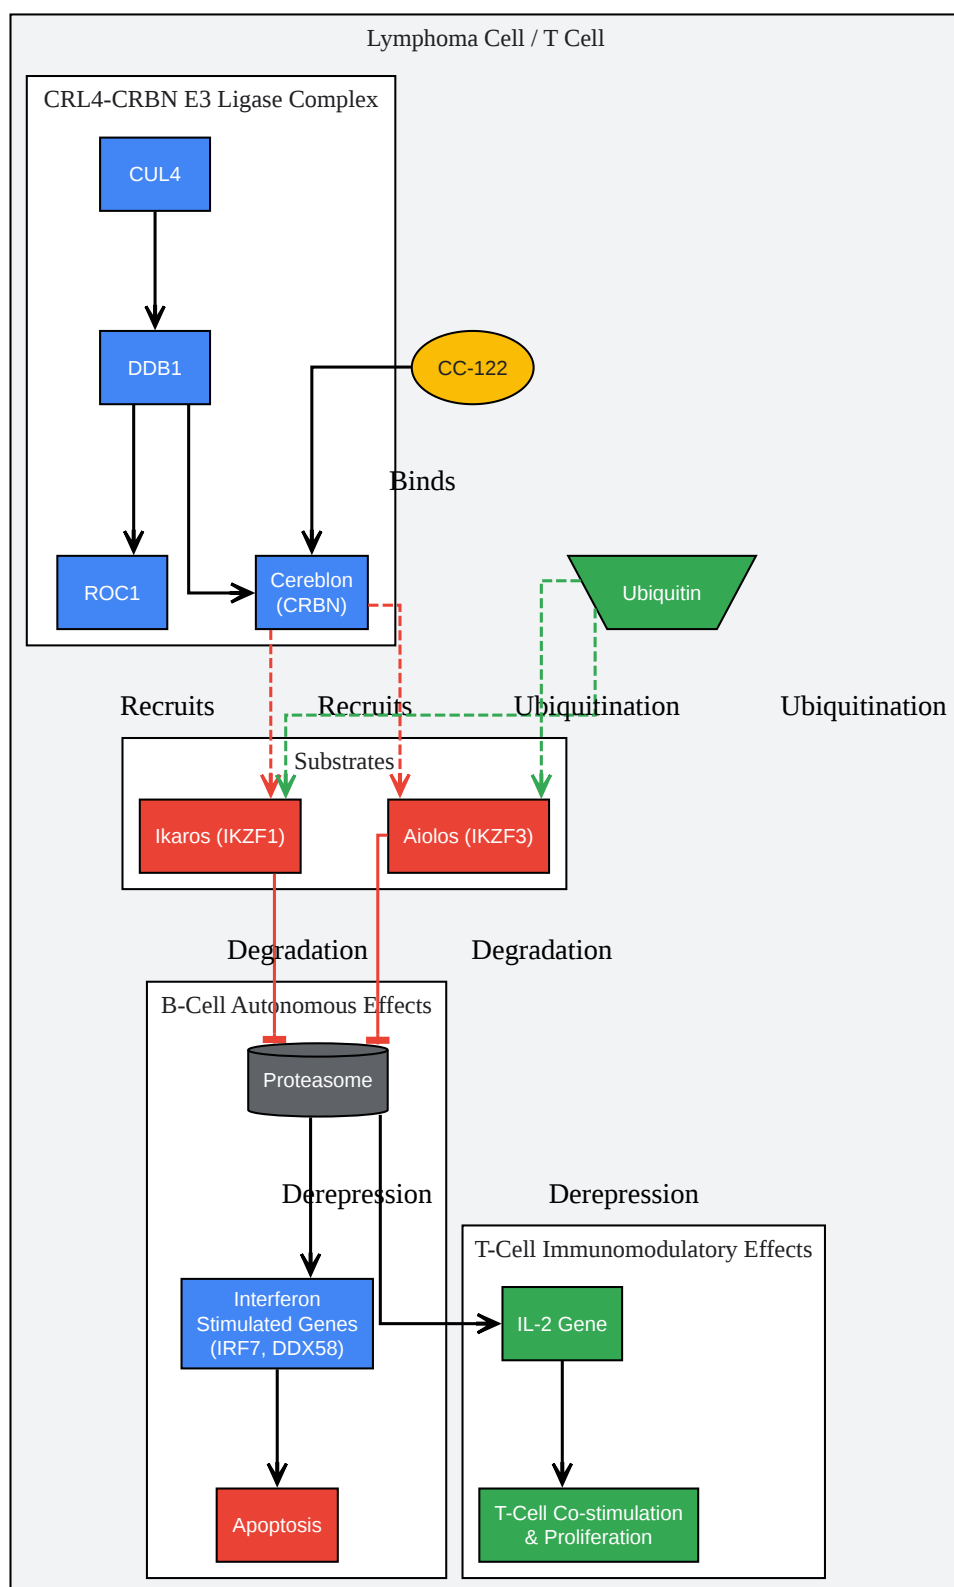 Lymphoma Cell / T Cell
CRL4-CRBN E3 Ligase Complex
CUL4
DDB1
CC-122
Binds
ROC1
Cereblon
(CRBN)
Ubiquitin
Recruits
Recruits
Ubiquitination
Ubiquitination
Substrates
Ikaros (IKZF1)
Aiolos (IKZF3)
Degradation
Degradation
B-Cell Autonomous Effects
Proteasome
Derepression
Derepression
T-Cell Immunomodulatory Effects
Interferon
Stimulated Genes
(IRF7, DDX58)
IL-2 Gene
Apoptosis
T-Cell Co-stimulation
& Proliferation